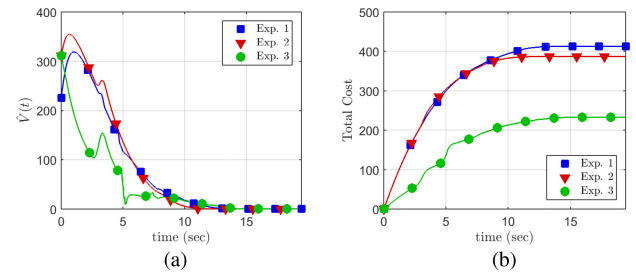 400
300
200
100
0
V̇(t)
0
5
10
15
time (sec)
Exp. 1
Exp. 2
Exp. 3
(a)
500
400
300
200
100
0
Total Cost
0
5
10
15
time (sec)
Exp. 1
Exp. 2
Exp. 3
(b)